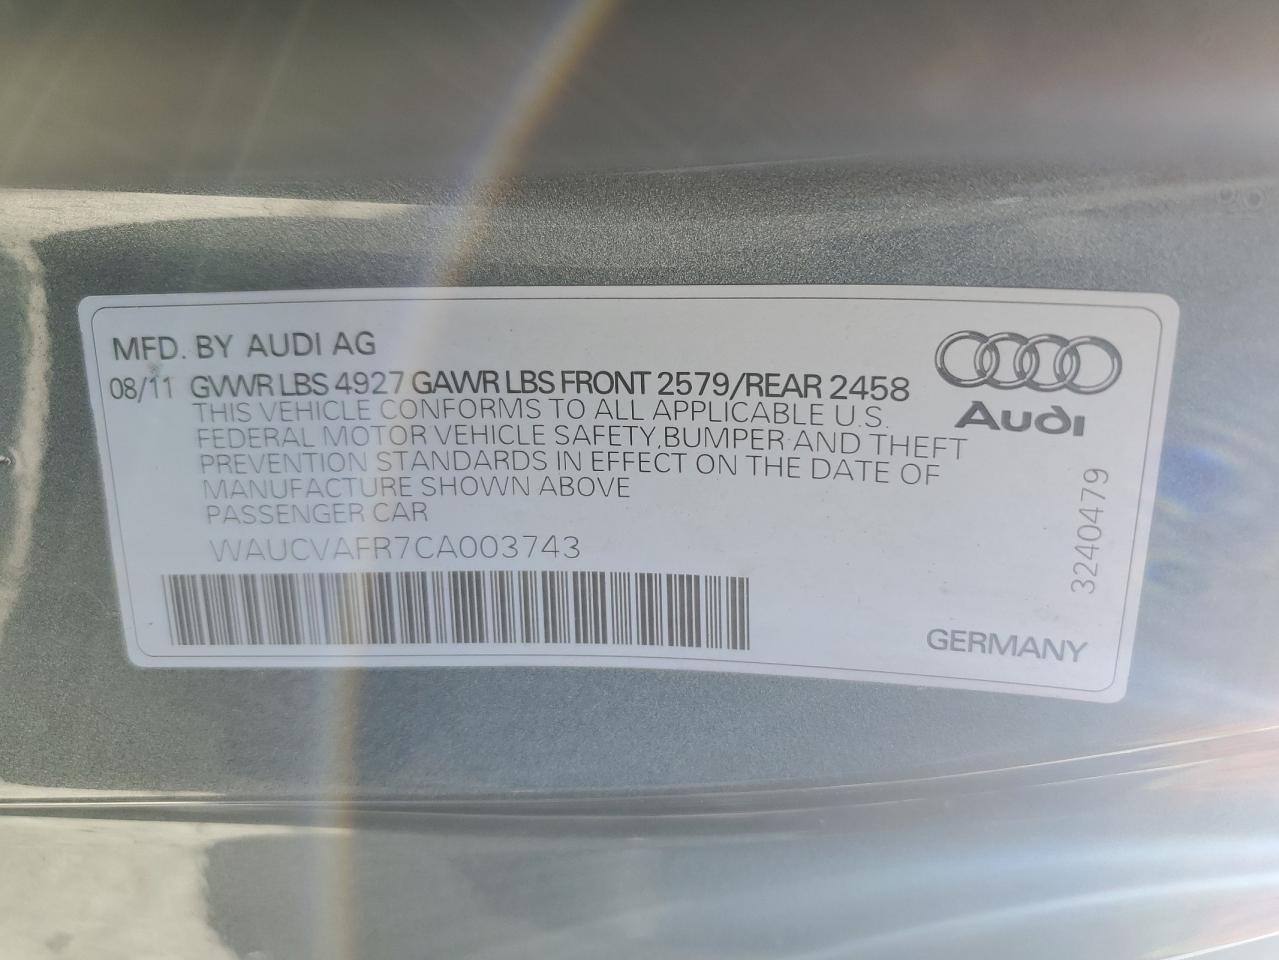 MFD. BY AUDI AG
08/11 GVWR LBS 4927 GAWR LBS FRONT 2579/REAR 2458
THIS VEHICLE CONFORMS TO ALL APPLICABLE U.S.
FEDERAL MOTOR VEHICLE SAFETY,BUMPER AND THEFT
PREVENTION STANDARDS IN EFFECT ON THE DATE OF
MANUFACTURE SHOWN ABOVE
PASSENGER CAR
WAUCVAFR7CA003743
Audi
3240479
GERMANY